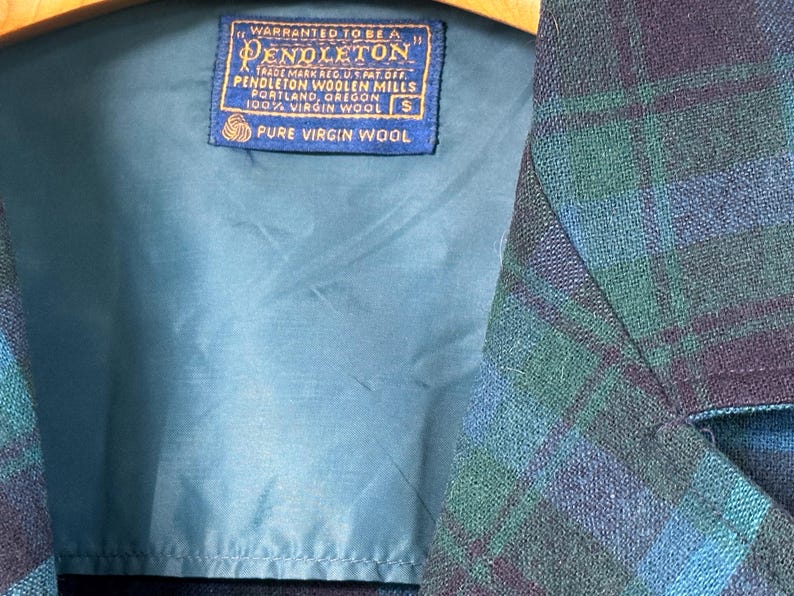 WARRANTED TO BE A
"PENDLETON"
TRADE MARK REG. U.S. PAT. OFF.
PENDLETON WOOLEN MILLS
PORTLAND, OREGON
100% VIRGIN WOOL S
PURE VIRGIN WOOL